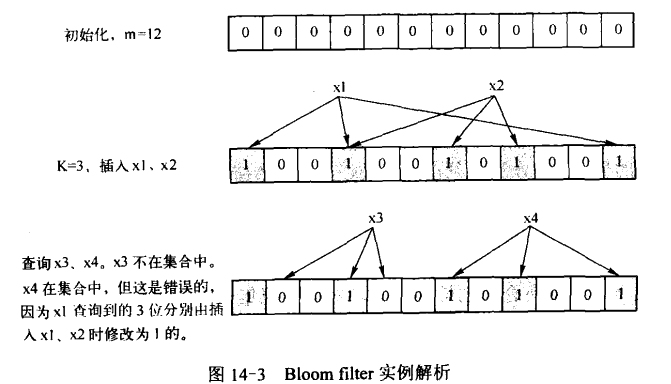 初始化，m=12
0 0 0 0 0 0 0 0 0 0 0 0
x1 x2
K=3，插入x1、x2
1 0 0 1 0 0 1 0 1 0 0 1
x3 x4
查询x3、x4。x3不在集合中。
x4在集合中，但这是错误的，
因为x1查询到的3位分别由插
入x1、x2时修改为1的。
1 0 0 1 0 0 1 0 1 0 0 1
图 14-3 Bloom filter 实例解析